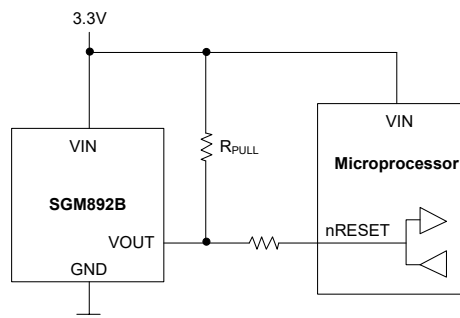 3.3V
VIN
RPULL
VIN
Microprocessor
SGM892B
VOUT
nRESET
GND